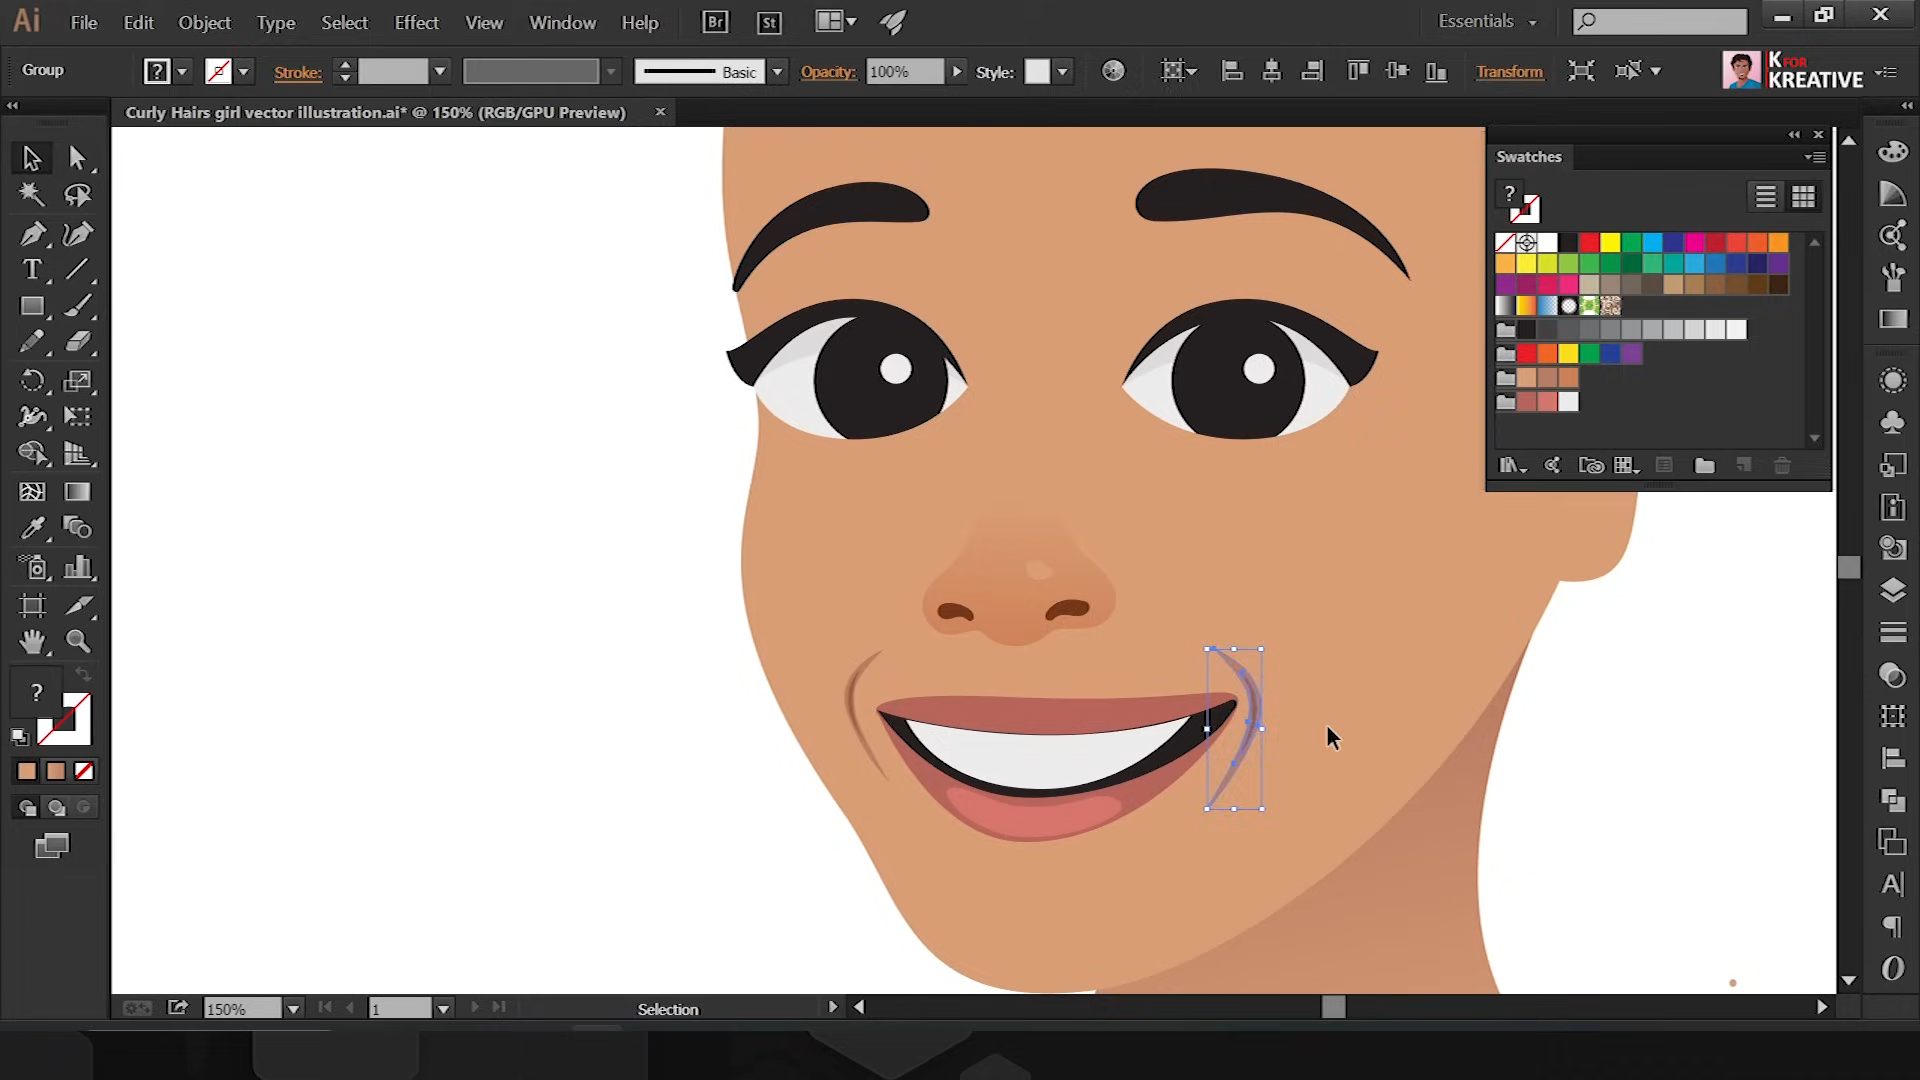 Ai File Edit Object Type Select Effect View Window Help Br St Essentials
Group ? Stroke: Basic Opacity: 100% Style: Transform K FOR KREATIVE
Curly Hairs girl vector illustration.ai* @ 150% (RGB/GPU Preview)
Swatches
?
T
?
150% 1 Selection